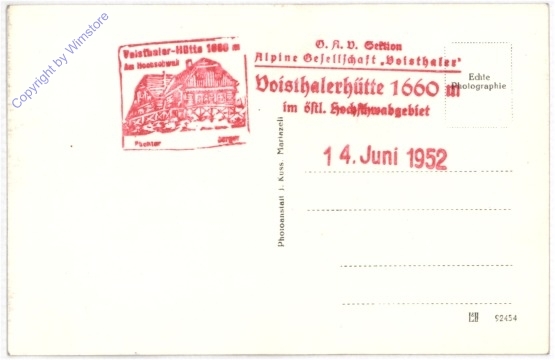 Copyright by Wimstore
Voisthaler-Hütte 1660 m
Am Hochschwab
Pächter
O. A. V. Sektion
Alpine Gesellschaft „Voisthaler"
Voisthalerhütte 1660 m
im östl. Hochschwabgebiet
Echte
Photographie
14. Juni 1952
Photoanstalt J. Kuss, Mariazell
92454